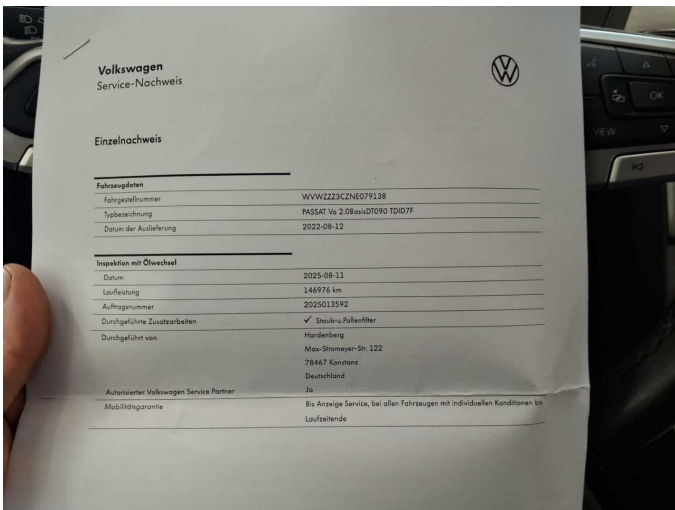 Volkswagen
Service-Nachweis
Einzelnachweis
Fahrzeugdaten
Fahrgestellnummer WVWZZZ3CZNE079138
Typbezeichnung PASSAT Va 2.0BasisDT090 TDID7F
Datum der Auslieferung 2022-08-12
Inspektion mit Ölwechsel
Datum 2025-08-11
Laufleistung 146976 km
Auftragsnummer 2025013592
Durchgeführte Zusatzarbeiten ✓ Staub-u.Pollenfilter
Durchgeführt von Hardenberg
Max-Stromeyer-Str. 122
78467 Konstanz
Deutschland
Autorisierter Volkswagen Service Partner Ja
Mobilitätsgarantie Bis Anzeige Service, bei allen Fahrzeugen mit individuellen Konditionen bis
Laufzeitende
OK
VIEW